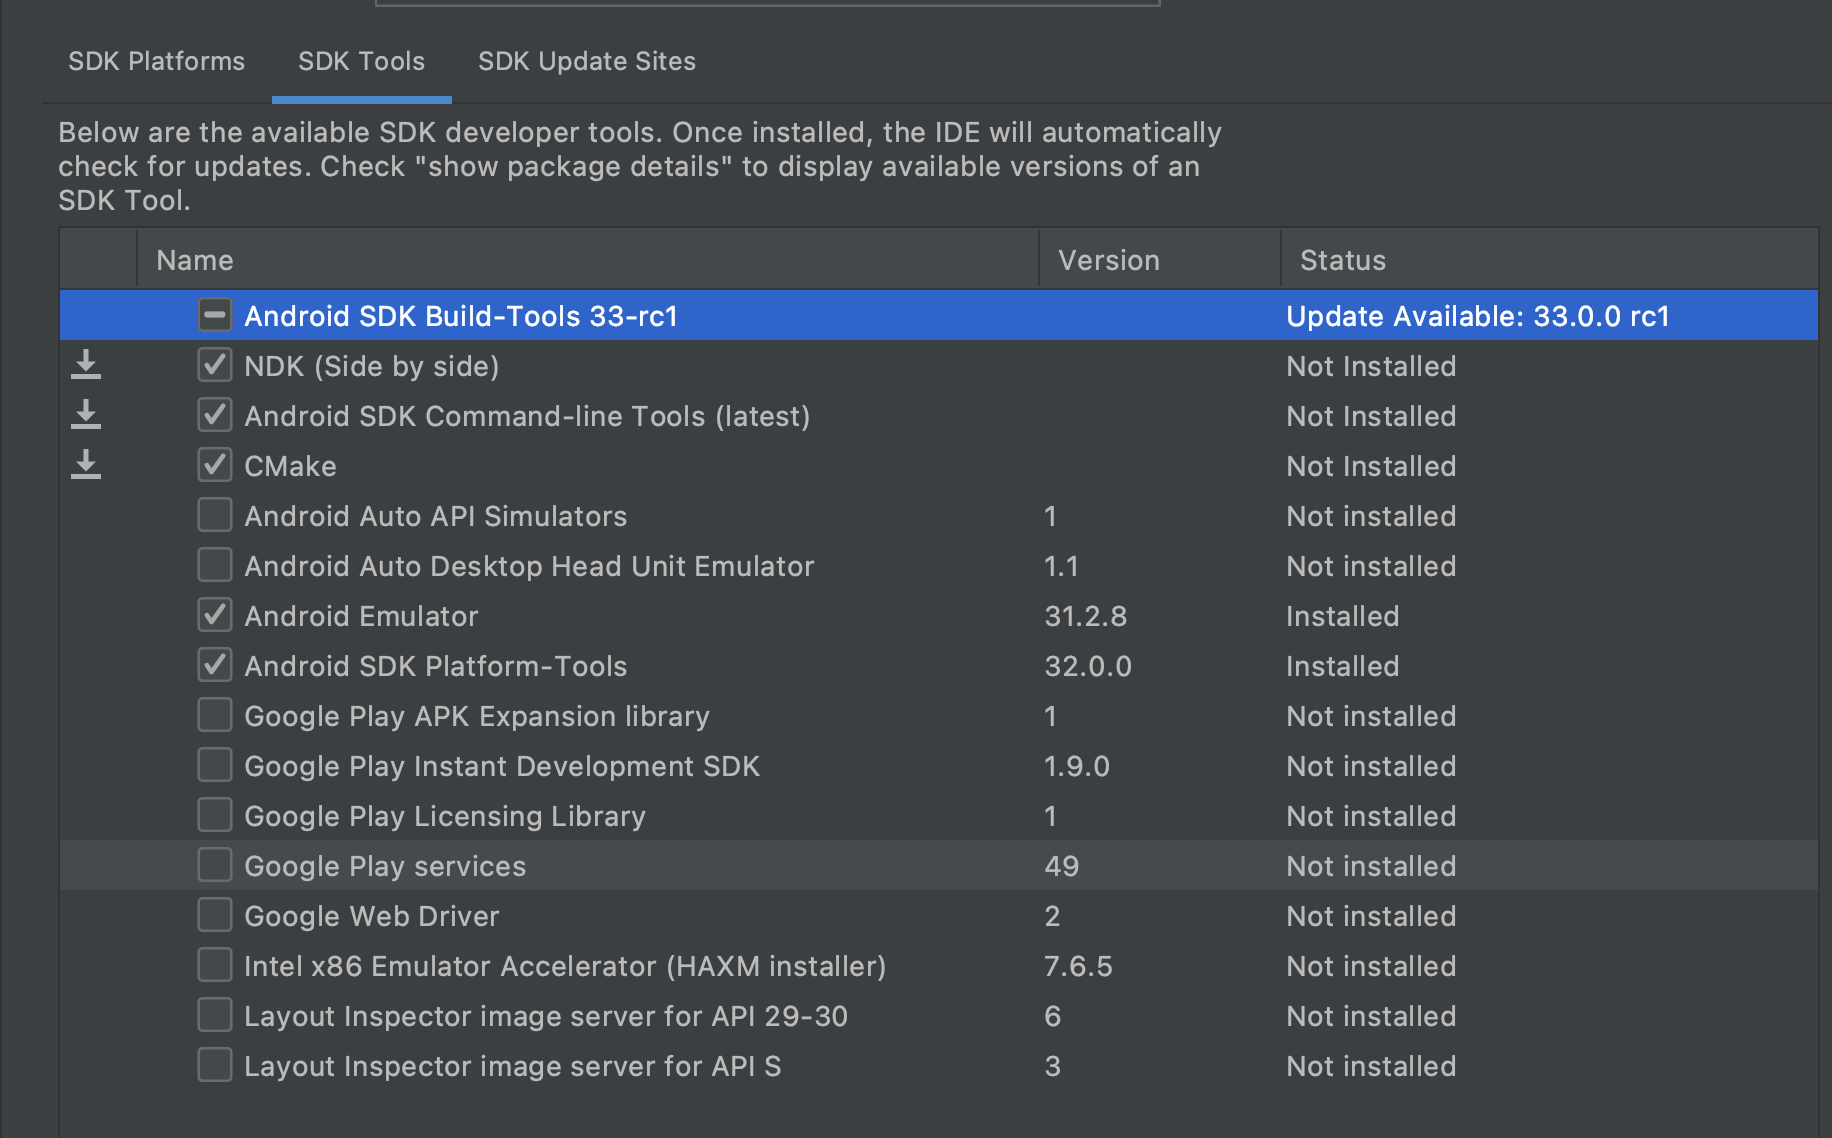 SDK Platforms SDK Tools SDK Update Sites
Below are the available SDK developer tools. Once installed, the IDE will automatically
check for updates. Check "show package details" to display available versions of an
SDK Tool.
Name Version Status
Android SDK Build-Tools 33-rc1 Update Available: 33.0.0 rc1
NDK (Side by side) Not Installed
Android SDK Command-line Tools (latest) Not Installed
CMake Not Installed
Android Auto API Simulators 1 Not installed
Android Auto Desktop Head Unit Emulator 1.1 Not installed
Android Emulator 31.2.8 Installed
Android SDK Platform-Tools 32.0.0 Installed
Google Play APK Expansion library 1 Not installed
Google Play Instant Development SDK 1.9.0 Not installed
Google Play Licensing Library 1 Not installed
Google Play services 49 Not installed
Google Web Driver 2 Not installed
Intel x86 Emulator Accelerator (HAXM installer) 7.6.5 Not installed
Layout Inspector image server for API 29-30 6 Not installed
Layout Inspector image server for API S 3 Not installed